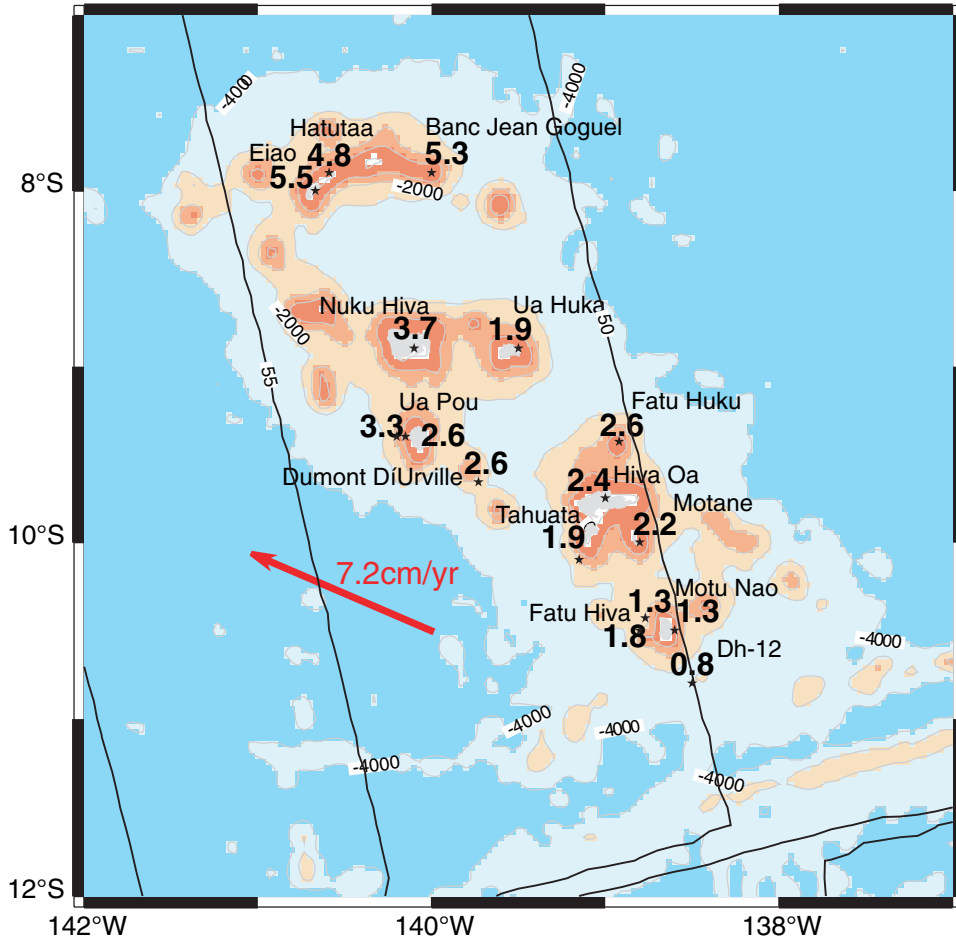 -4000
-4000
Hatutaa
Banc Jean Goguel
Eiao
4.8
5.3
5.5
-2000
8°S
Nuku Hiva
Ua Huka
3.7
1.9
-2000
50
55
Ua Pou
Fatu Huku
3.3
2.6
2.6
2.6
Dumont DíUrville
2.4
Hiva Oa
Tahuata
Motane
1.9
2.2
10°S
7.2cm/yr
Motu Nao
1.3
1.3
Fatu Hiva
1.8
-4000
Dh-12
0.8
-4000
-4000
-4000
-4000
12°S
142°W
140°W
138°W